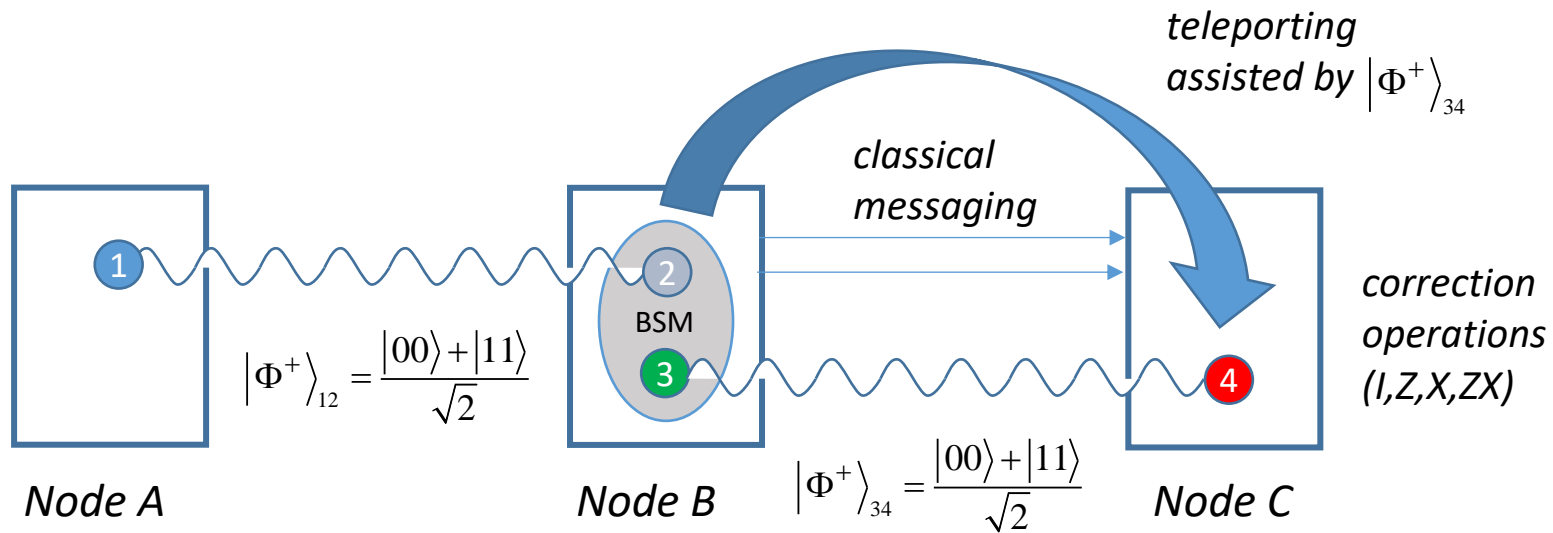 teleporting
assisted by |Φ⁺⟩₃₄
classical
messaging
1
2
BSM
3
4
correction
operations
(I,Z,X,ZX)
|Φ⁺⟩₁₂ = (|00⟩+|11⟩)/√2
|Φ⁺⟩₃₄ = (|00⟩+|11⟩)/√2
Node A
Node B
Node C